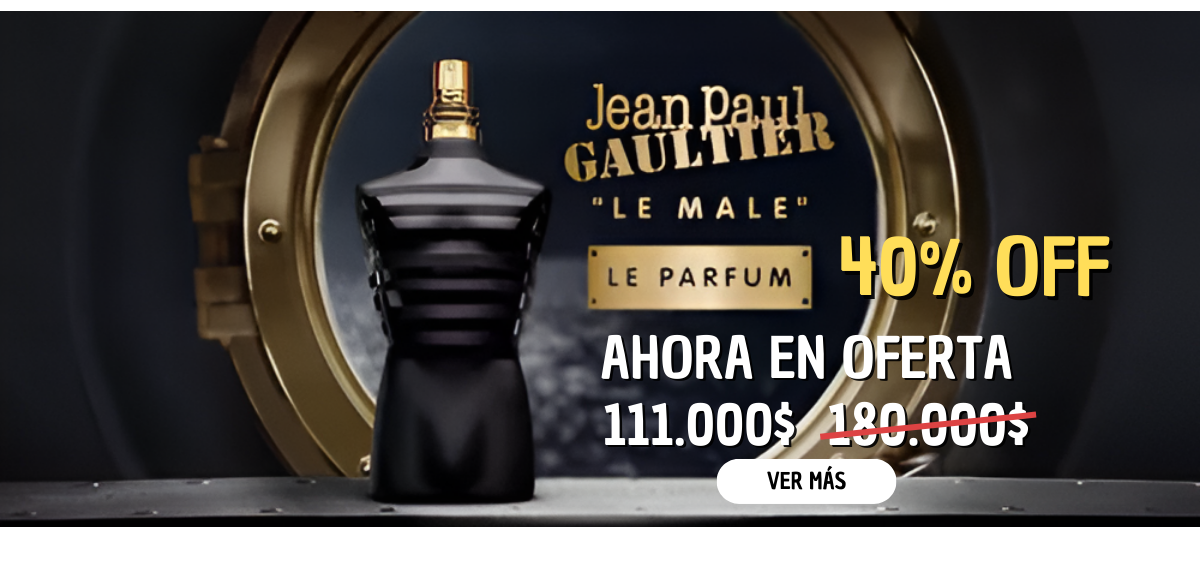 Jean Paul
GAULTIER
"LE MALE"
LE PARFUM
40% OFF
AHORA EN OFERTA
111.000$ 180.000$
VER MÁS